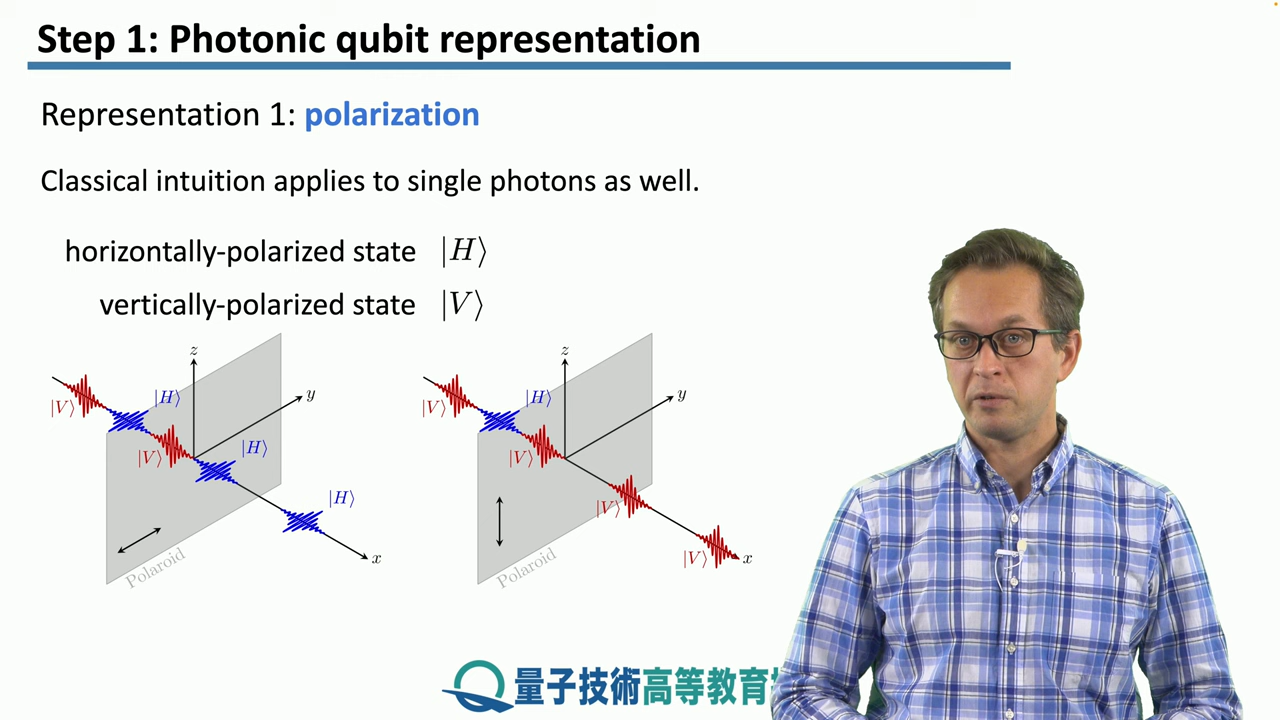 Step 1: Photonic qubit representation
Representation 1: polarization
Classical intuition applies to single photons as well.
horizontally-polarized state |H⟩
vertically-polarized state |V⟩
z
y
|V⟩
|H⟩
|V⟩
|H⟩
|H⟩
x
Polaroid
z
y
|V⟩
|H⟩
|V⟩
|V⟩
|V⟩
x
Polaroid
量子技術高等教育